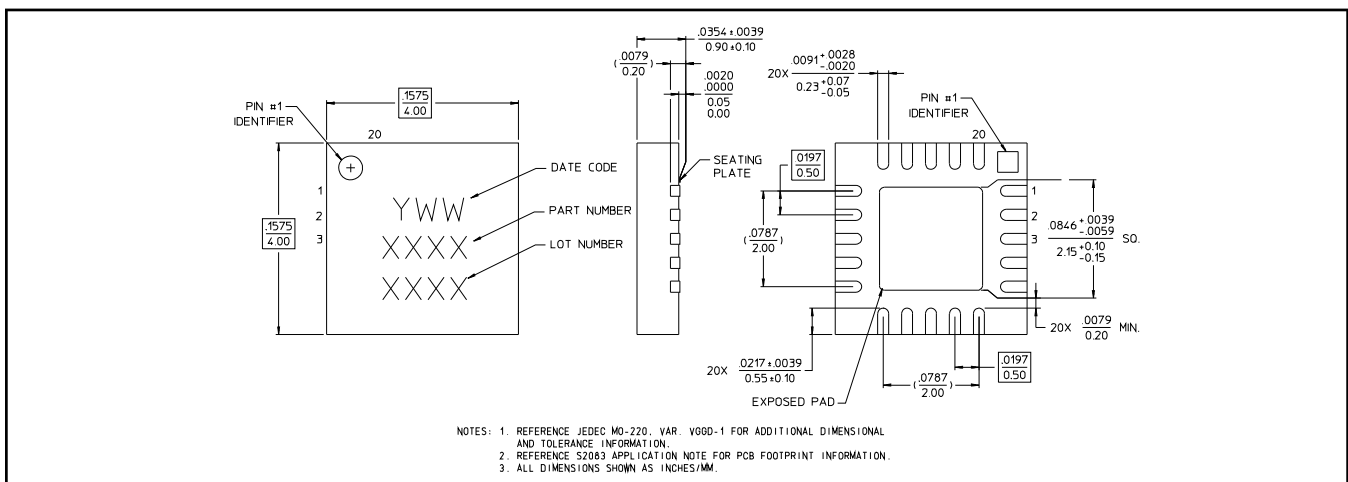 PIN #1
IDENTIFIER
.1575
4.00
20
.1575
4.00
1
2
3
DATE CODE
YWW
PART NUMBER
XXXX
LOT NUMBER
XXXX
.0354±.0039
0.90±0.10
(.0079
0.20)
.0020
.0000
0.05
0.00
SEATING
PLATE
20X .0091+.0028
-.0020
0.23+0.07
-0.05
PIN #1
IDENTIFIER
20
.0197
0.50
(.0787
2.00)
1
2
3
.0846+.0039
-.0059
2.15+0.10
-0.15
SQ.
20X .0079
0.20 MIN.
20X .0217±.0039
0.55±0.10
.0197
0.50
(.0787
2.00)
EXPOSED PAD
NOTES: 1. REFERENCE JEDEC MO-220, VAR. VGGD-1 FOR ADDITIONAL DIMENSIONAL
AND TOLERANCE INFORMATION.
2. REFERENCE S2083 APPLICATION NOTE FOR PCB FOOTPRINT INFORMATION.
3. ALL DIMENSIONS SHOWN AS INCHES/MM.